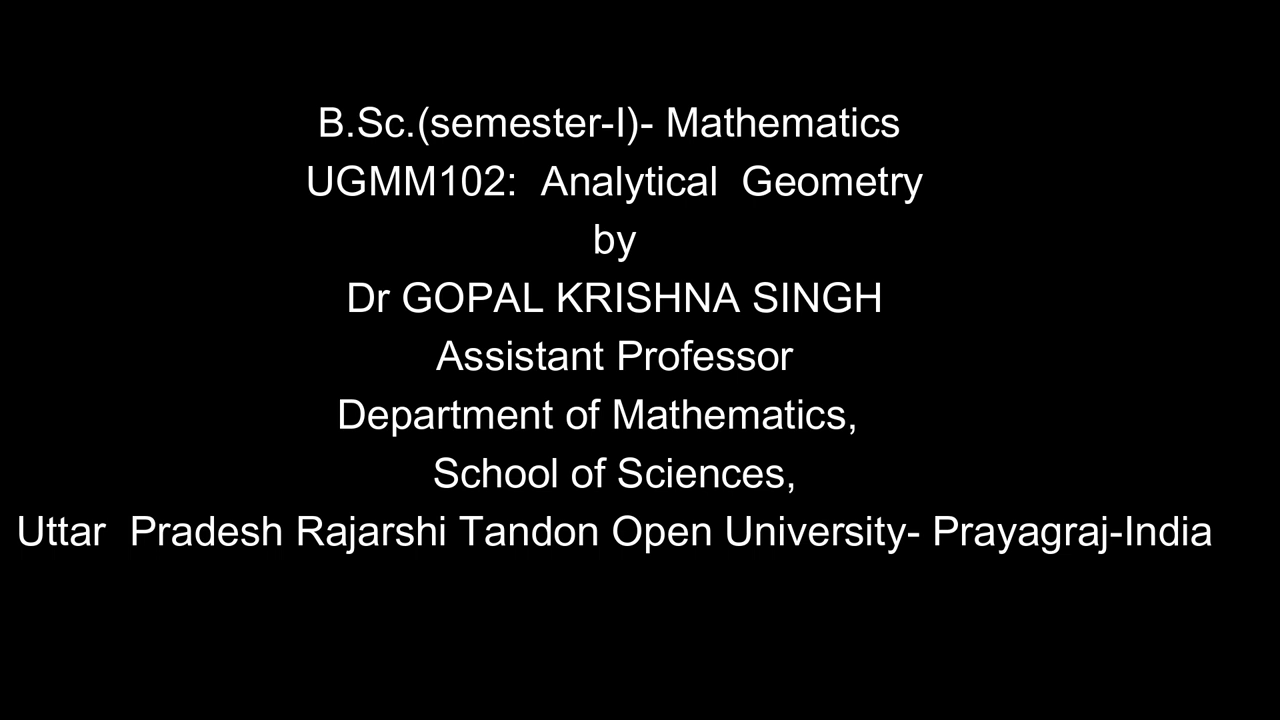 B.Sc.(semester-I)- Mathematics
UGMM102: Analytical Geometry
by
Dr GOPAL KRISHNA SINGH
Assistant Professor
Department of Mathematics,
School of Sciences,
Uttar Pradesh Rajarshi Tandon Open University- Prayagraj-India